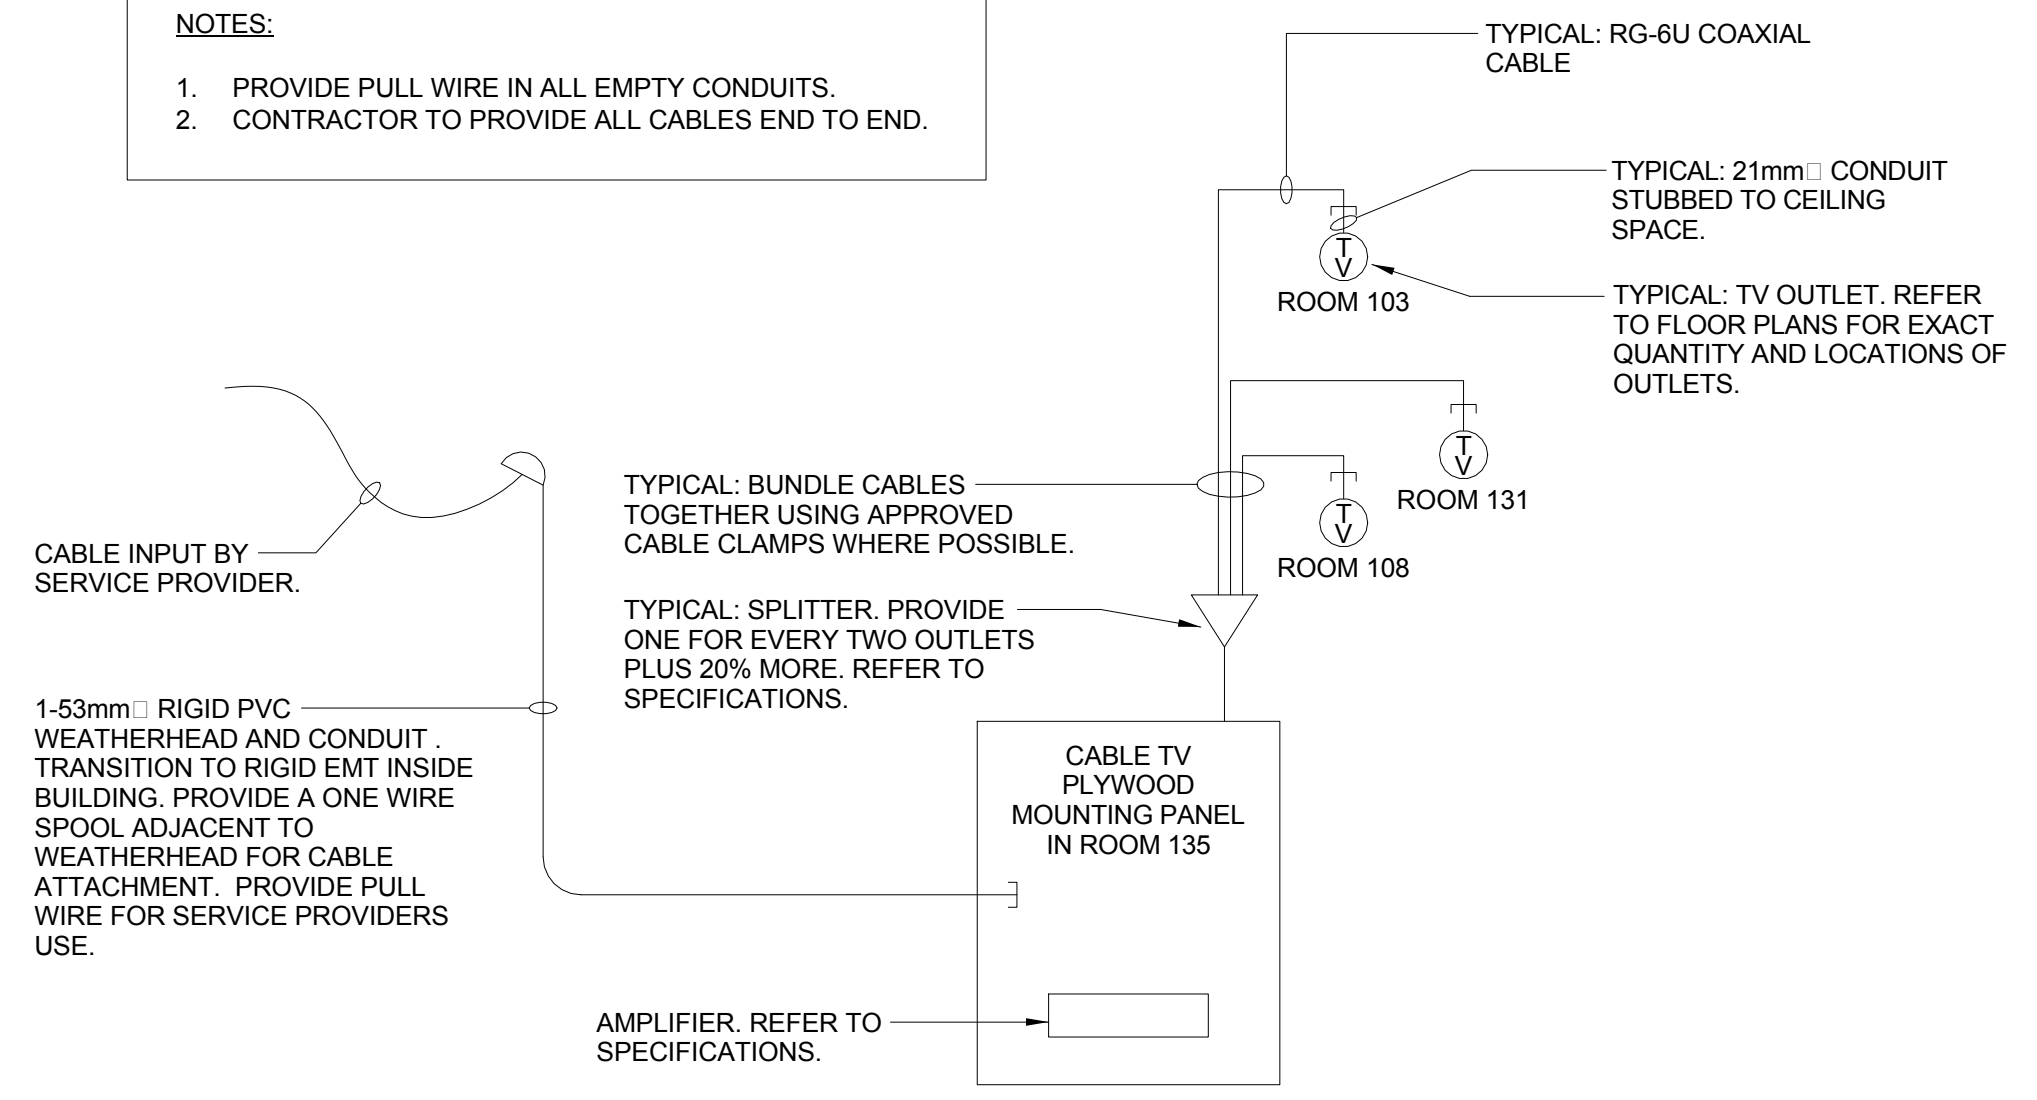 NOTES:
1. PROVIDE PULL WIRE IN ALL EMPTY CONDUITS.
2. CONTRACTOR TO PROVIDE ALL CABLES END TO END.
TYPICAL: RG-6U COAXIAL
CABLE
TYPICAL: 21mm□ CONDUIT
STUBBED TO CEILING
SPACE.
T
V
ROOM 103
TYPICAL: TV OUTLET. REFER
TO FLOOR PLANS FOR EXACT
QUANTITY AND LOCATIONS OF
OUTLETS.
T
V
ROOM 131
T
V
ROOM 108
TYPICAL: BUNDLE CABLES
TOGETHER USING APPROVED
CABLE CLAMPS WHERE POSSIBLE.
CABLE INPUT BY
SERVICE PROVIDER.
TYPICAL: SPLITTER. PROVIDE
ONE FOR EVERY TWO OUTLETS
PLUS 20% MORE. REFER TO
SPECIFICATIONS.
1-53mm□ RIGID PVC
WEATHERHEAD AND CONDUIT .
TRANSITION TO RIGID EMT INSIDE
BUILDING. PROVIDE A ONE WIRE
SPOOL ADJACENT TO
WEATHERHEAD FOR CABLE
ATTACHMENT.  PROVIDE PULL
WIRE FOR SERVICE PROVIDERS
USE.
CABLE TV
PLYWOOD
MOUNTING PANEL
IN ROOM 135
AMPLIFIER. REFER TO
SPECIFICATIONS.